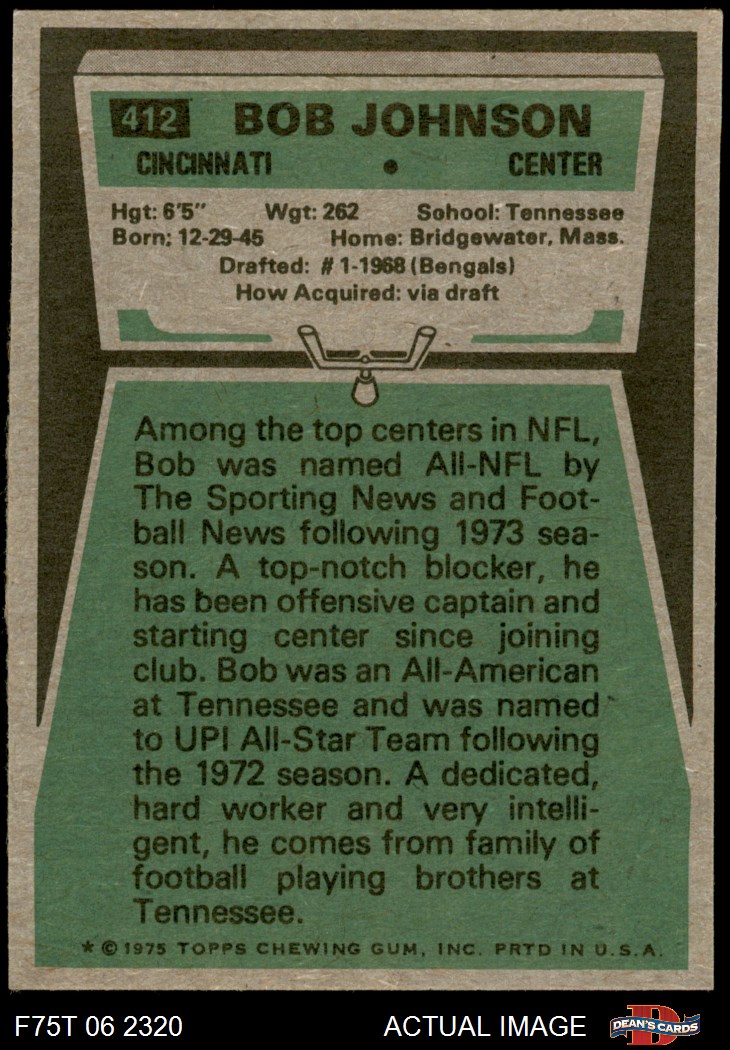 412 BOB JOHNSON
CINCINNATI • CENTER
Hgt: 6'5" Wgt: 262 School: Tennessee
Born: 12-29-45 Home: Bridgewater, Mass.
Drafted: #1-1968 (Bengals)
How Acquired: via draft
Among the top centers in NFL,
Bob was named All-NFL by
The Sporting News and Foot-
ball News following 1973 sea-
son. A top-notch blocker, he
has been offensive captain and
starting center since joining
club. Bob was an All-American
at Tennessee and was named
to UPI All-Star Team following
the 1972 season. A dedicated,
hard worker and very intelli-
gent, he comes from family of
football playing brothers at
Tennessee.
* © 1975 TOPPS CHEWING GUM, INC. PRTD IN U.S.A.
F75T 06 2320 ACTUAL IMAGE DEAN'S CARDS